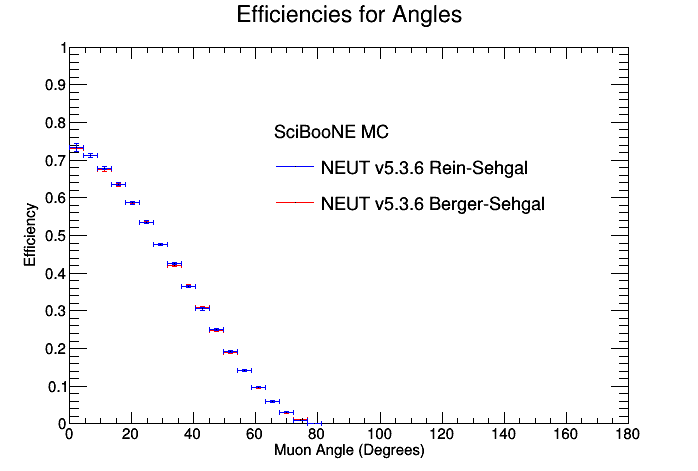 Efficiencies for Angles
1
0.9
0.8
0.7
0.6
0.5
0.4
0.3
0.2
0.1
0
Efficiency
SciBooNE MC
NEUT v5.3.6 Rein-Sehgal
NEUT v5.3.6 Berger-Sehgal
0 20 40 60 80 100 120 140 160 180
Muon Angle (Degrees)